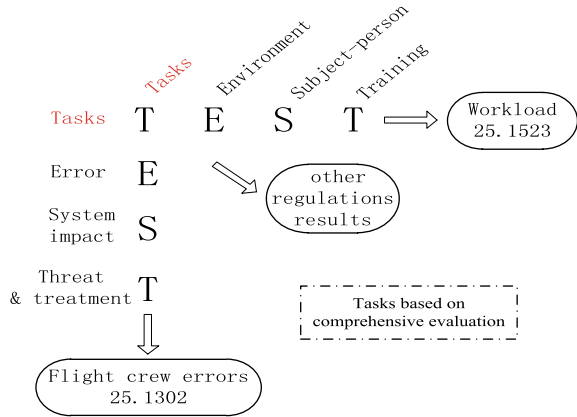 Tasks
Environment
Subject-person
Training
Tasks T E S T
Workload
25.1523
Error E
other
regulations
results
System
impact S
Threat
& treatment T
Tasks based on
comprehensive evaluation
Flight crew errors
25.1302